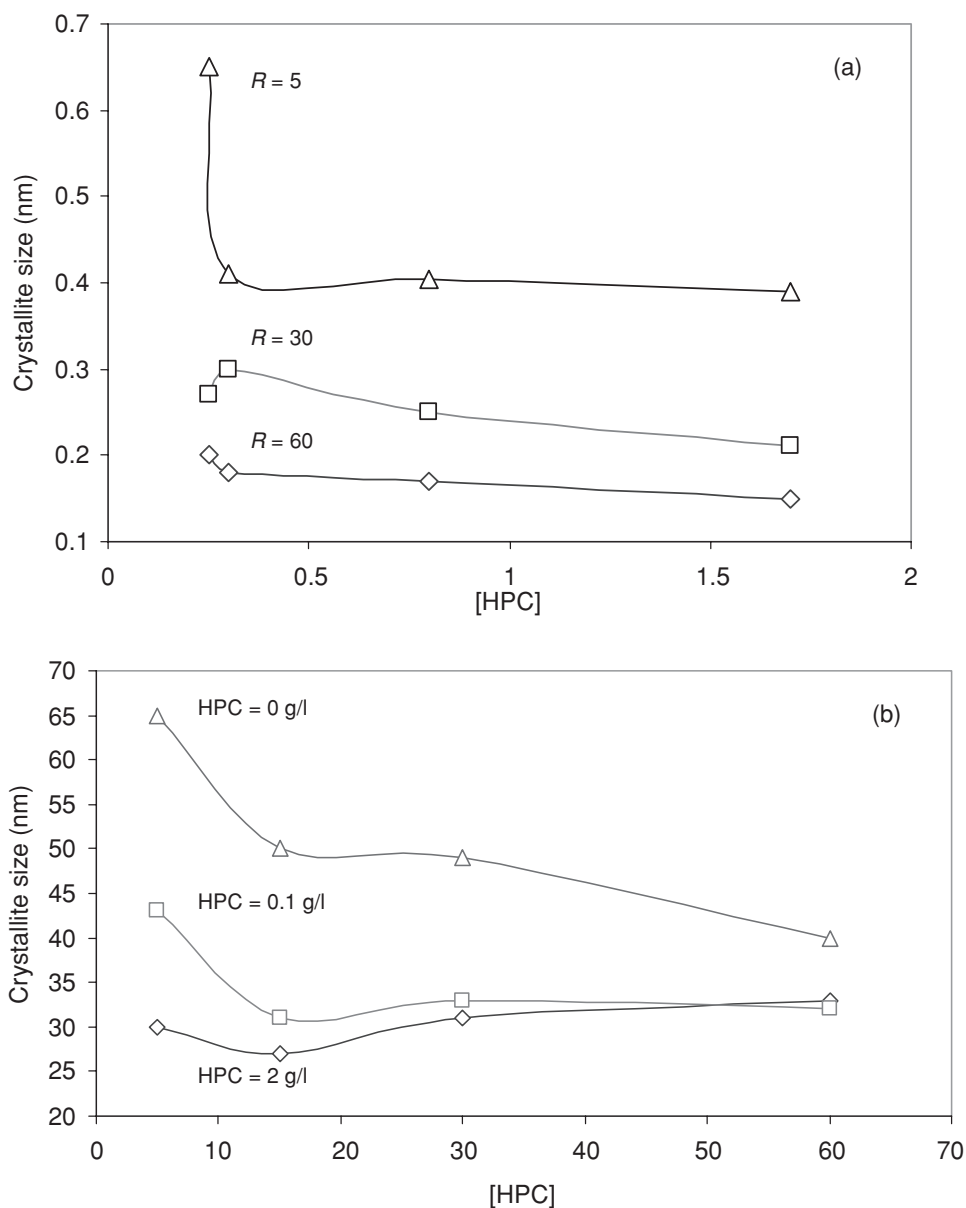 0.7
(a)
R = 5
0.6
0.5
Crystallite size (nm)
0.4
R = 30
0.3
R = 60
0.2
0.1
0 0.5 1 1.5 2
[HPC]
70
HPC = 0 g/l
(b)
65
60
55
50
45
Crystallite size (nm)
HPC = 0.1 g/l
40
35
30
25
HPC = 2 g/l
20
0 10 20 30 40 50 60 70
[HPC]